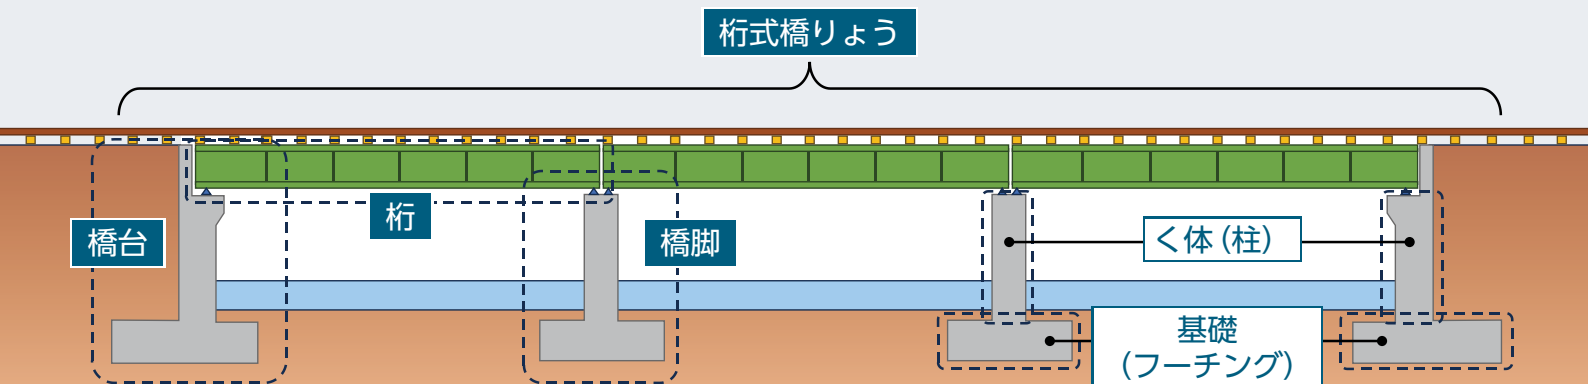 桁式橋りょう
桁
橋台
橋脚
く体（柱）
基礎
（フーチング）